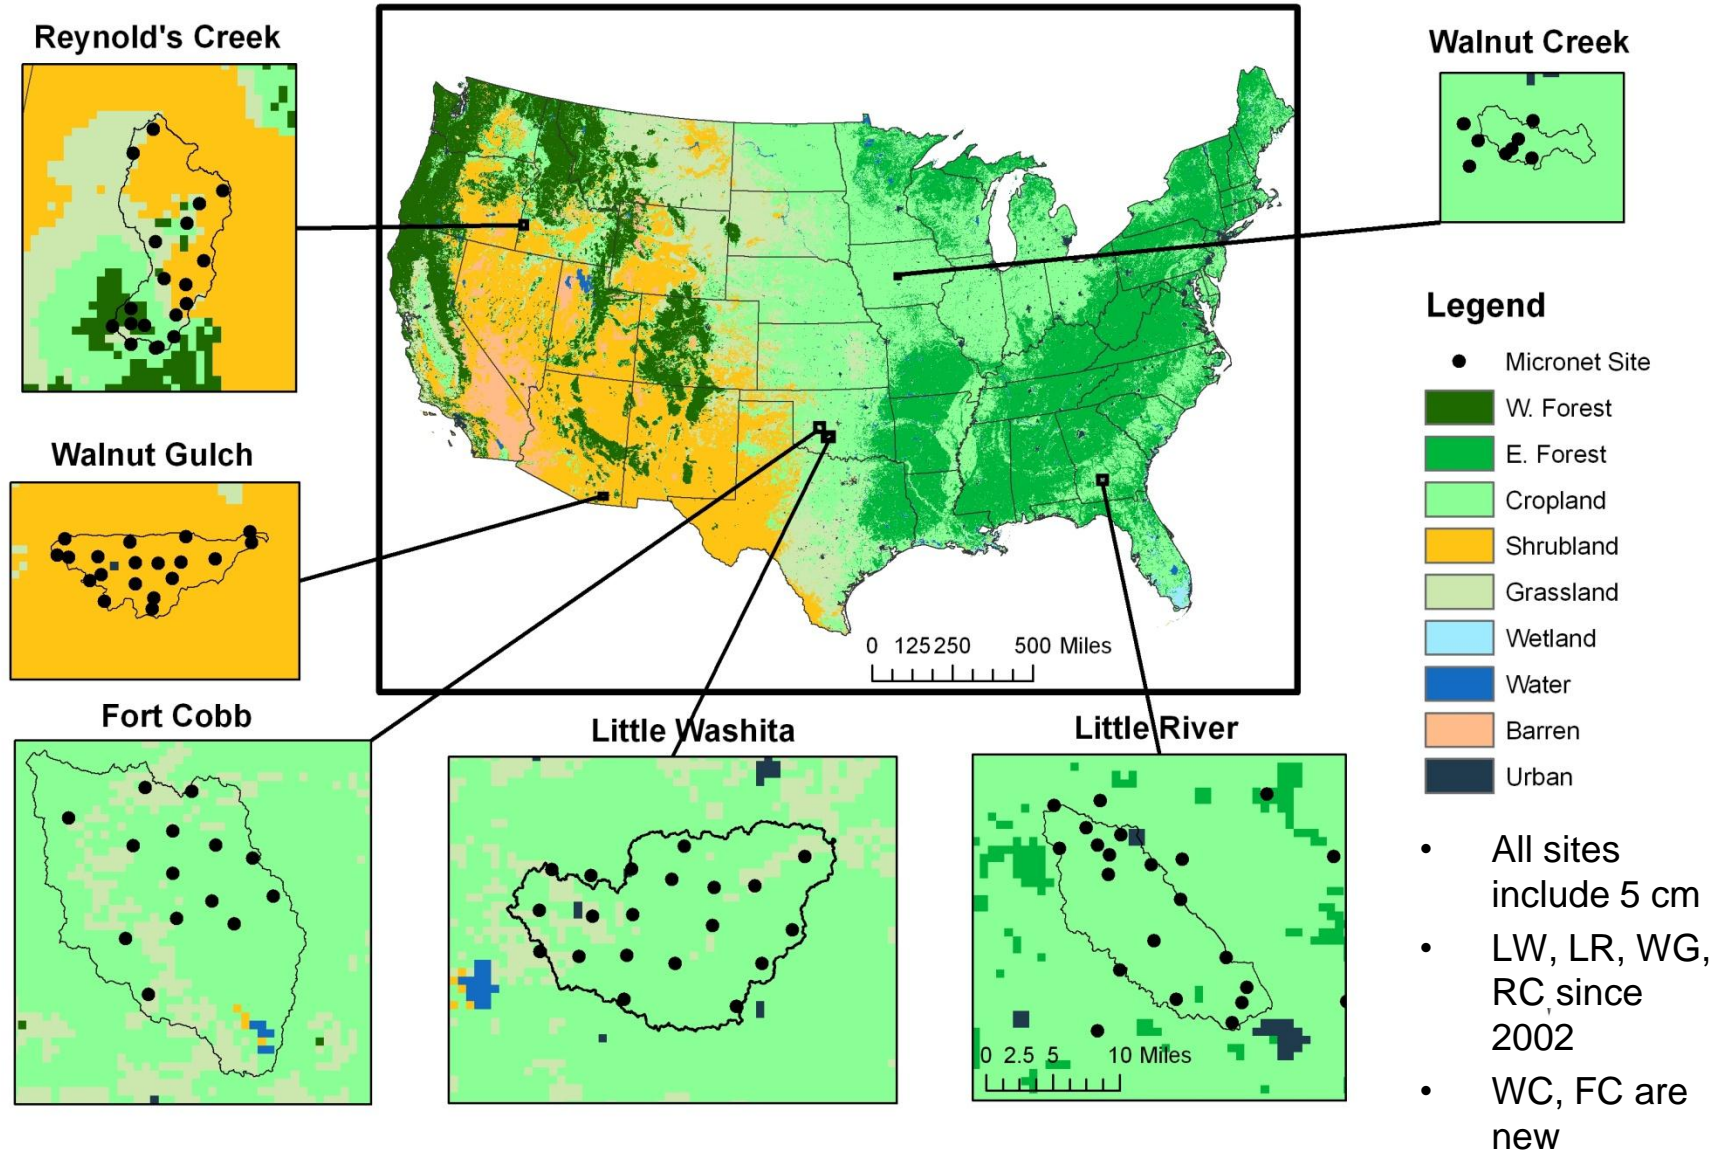 Reynold's Creek
Walnut Creek
Walnut Gulch
0 125 250 500 Miles
Fort Cobb
Little Washita
Little River
0 2.5 5 10 Miles
Legend
Micronet Site
W. Forest
E. Forest
Cropland
Shrubland
Grassland
Wetland
Water
Barren
Urban
• All sites
include 5 cm
• LW, LR, WG,
RC, since
2002
• WC, FC are
new